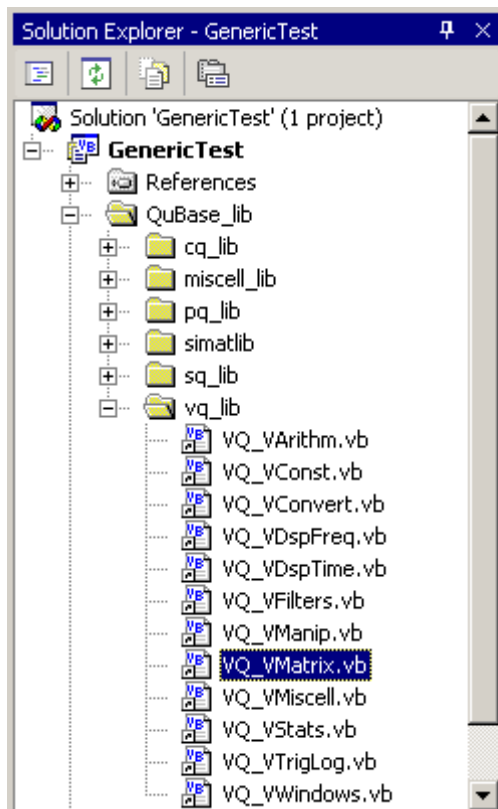 Solution Explorer - GenericTest
Solution 'GenericTest' (1 project)
GenericTest
References
QuBase_lib
cq_lib
miscell_lib
pq_lib
simatlib
sq_lib
vq_lib
VQ_VArithm.vb
VQ_VConst.vb
VQ_VConvert.vb
VQ_VDspFreq.vb
VQ_VDspTime.vb
VQ_VFilters.vb
VQ_VManip.vb
VQ_VMatrix.vb
VQ_VMiscell.vb
VQ_VStats.vb
VQ_VTrigLog.vb
VQ_VWindows.vb